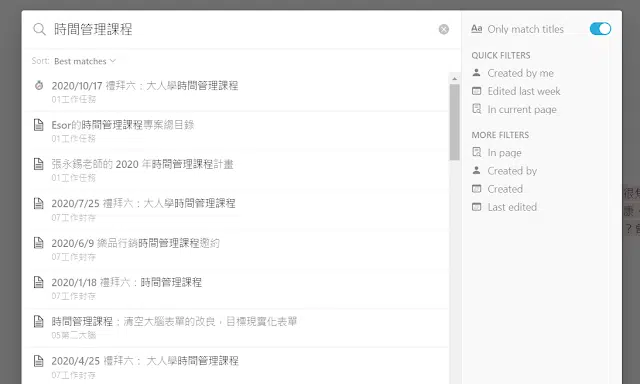 時間管理課程
Sort: Best matches
2020/10/17 禮拜六：大人學時間管理課程
01工作任務
Esor的時間管理課程專案總目錄
01工作任務
張永錫老師的 2020 年時間管理課程計畫
01工作任務
2020/7/25 禮拜六：大人學時間管理課程
07工作封存
2020/6/9 樂品行銷時間管理課程邀約
07工作封存
2020/1/18 禮拜六：時間管理課程
07工作封存
時間管理課程：清空大腦表單的改良，目標現實化表單
05第二大腦
2020/4/25 禮拜六： 大人學時間管理課程
07工作封存
Aa Only match titles
QUICK FILTERS
Created by me
Edited last week
In current page
MORE FILTERS
In page
Created by
Created
Last edited